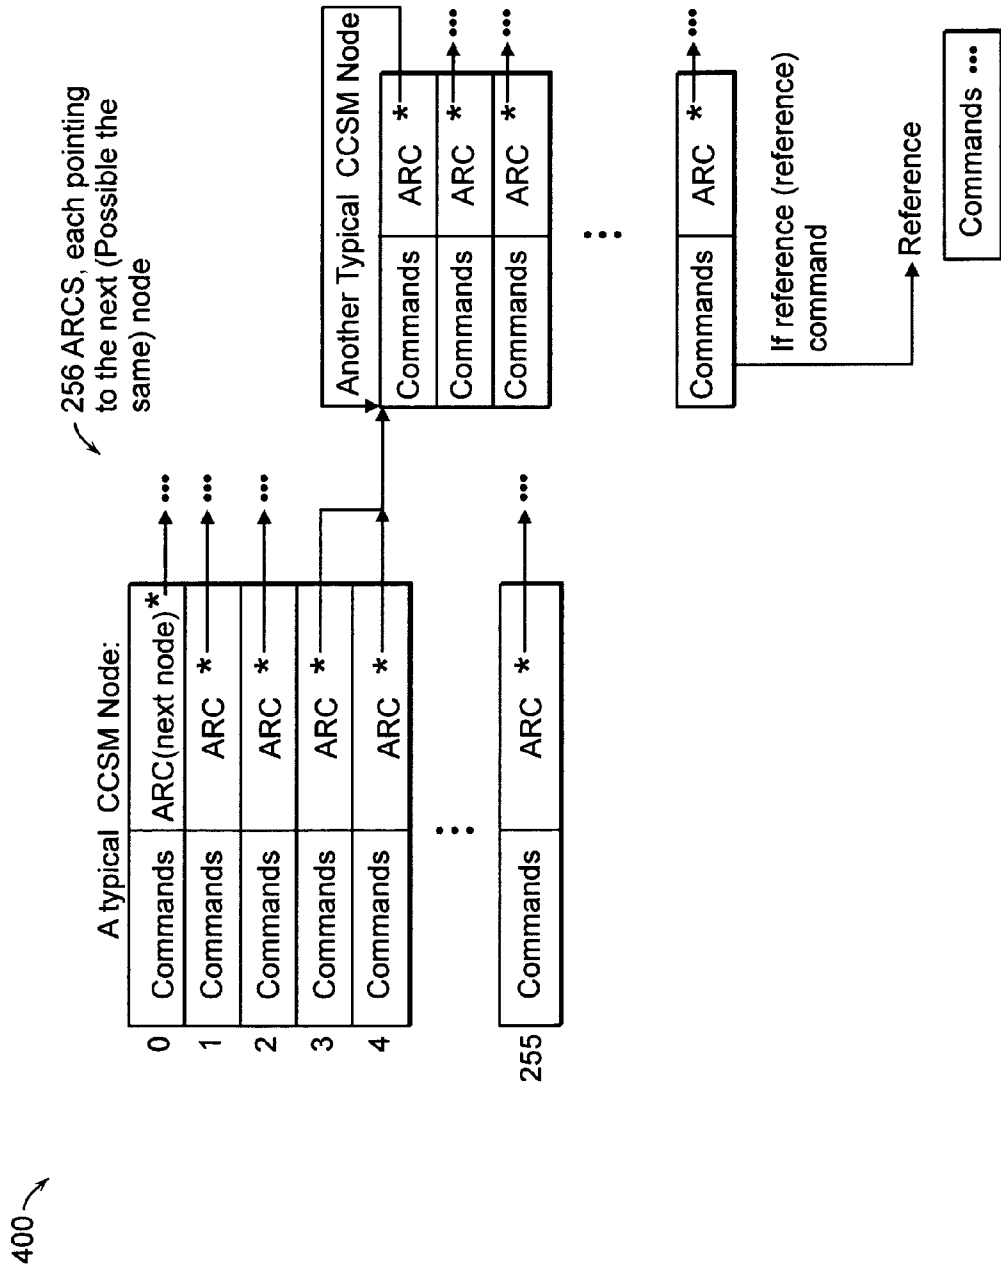 400
A typical CCSM Node:
0 Commands ARC(next node)* •••
1 Commands ARC * •••
2 Commands ARC * •••
3 Commands ARC *
4 Commands ARC *
•••
255 Commands ARC * •••
256 ARCS, each pointing
to the next (Possible the
same) node
Another Typical CCSM Node
Commands ARC *
Commands ARC * •••
Commands ARC * •••
•••
Commands ARC * •••
If reference (reference)
command
Reference
Commands •••